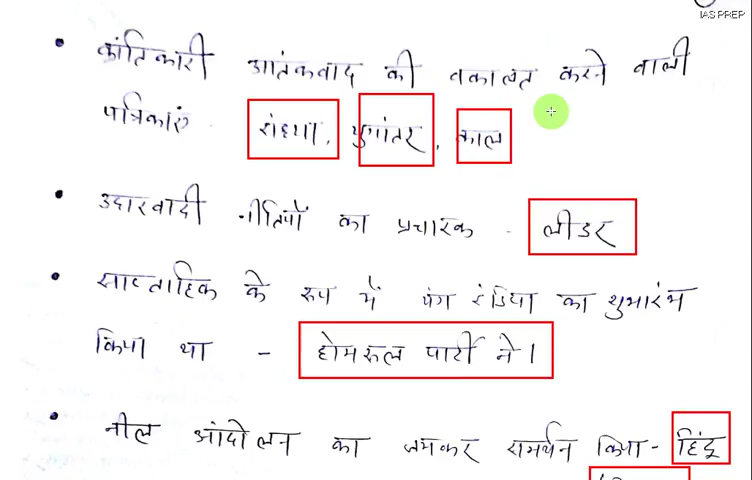 IAS PREP
• क्रांतिकारी आतंकवाद की वकालत करने वाली
पत्रिकाएं संध्या, युगांतर, काल
• उदारवादी नीतियों का प्रचारक - लीडर
• साप्ताहिक के रूप में यंग इंडिया का शुभारंभ
किया था - होमरूल पार्टी ने।
• नील आंदोलन का जमकर समर्थन किया- हिंदू